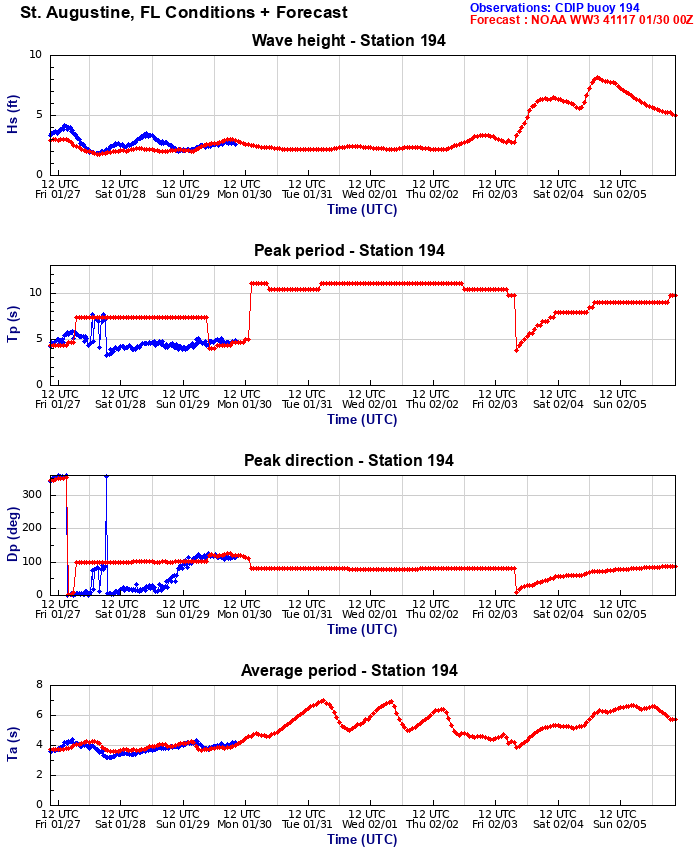 St. Augustine, FL Conditions + Forecast
Observations: CDIP buoy 194
Forecast : NOAA WW3 41117 01/30 00Z
Wave height - Station 194
Hs (ft)
10
5
0
12 UTC 12 UTC 12 UTC 12 UTC 12 UTC 12 UTC 12 UTC 12 UTC 12 UTC 12 UTC
Fri 01/27 Sat 01/28 Sun 01/29 Mon 01/30 Tue 01/31 Wed 02/01 Thu 02/02 Fri 02/03 Sat 02/04 Sun 02/05
Time (UTC)
Peak period - Station 194
Tp (s)
10
5
0
12 UTC 12 UTC 12 UTC 12 UTC 12 UTC 12 UTC 12 UTC 12 UTC 12 UTC 12 UTC
Fri 01/27 Sat 01/28 Sun 01/29 Mon 01/30 Tue 01/31 Wed 02/01 Thu 02/02 Fri 02/03 Sat 02/04 Sun 02/05
Time (UTC)
Peak direction - Station 194
Dp (deg)
300
200
100
0
12 UTC 12 UTC 12 UTC 12 UTC 12 UTC 12 UTC 12 UTC 12 UTC 12 UTC 12 UTC
Fri 01/27 Sat 01/28 Sun 01/29 Mon 01/30 Tue 01/31 Wed 02/01 Thu 02/02 Fri 02/03 Sat 02/04 Sun 02/05
Time (UTC)
Average period - Station 194
Ta (s)
8
6
4
2
0
12 UTC 12 UTC 12 UTC 12 UTC 12 UTC 12 UTC 12 UTC 12 UTC 12 UTC 12 UTC
Fri 01/27 Sat 01/28 Sun 01/29 Mon 01/30 Tue 01/31 Wed 02/01 Thu 02/02 Fri 02/03 Sat 02/04 Sun 02/05
Time (UTC)